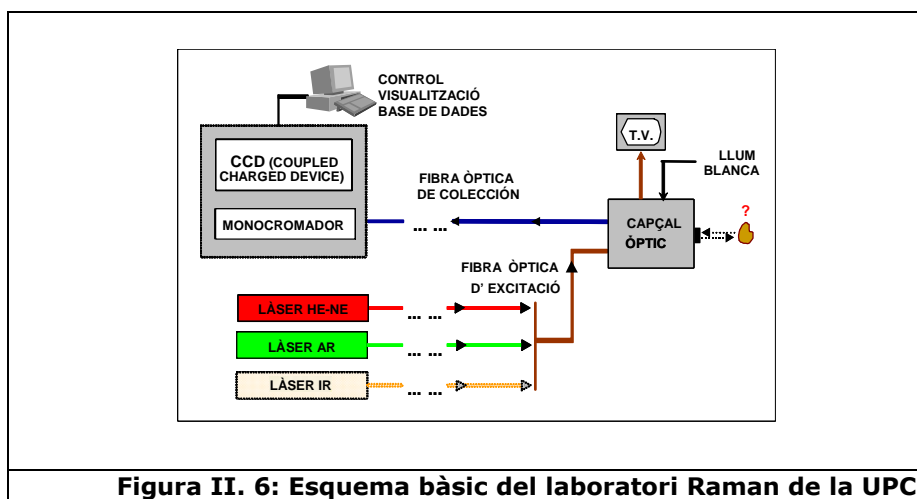 CONTROL
VISUALITZACIÓ
BASE DE DADES
CCD (COUPLED
CHARGED DEVICE)
MONOCROMADOR
FIBRA ÒPTICA
DE COLECCIÓN
... ...
T.V.
LLUM
BLANCA
CAPÇAL
ÒPTIC
?
FIBRA ÒPTICA
D' EXCITACIÓ
LÀSER HE-NE
... ...
LÀSER AR
... ...
LÀSER IR
... ...
Figura II. 6: Esquema bàsic del laboratori Raman de la UPC